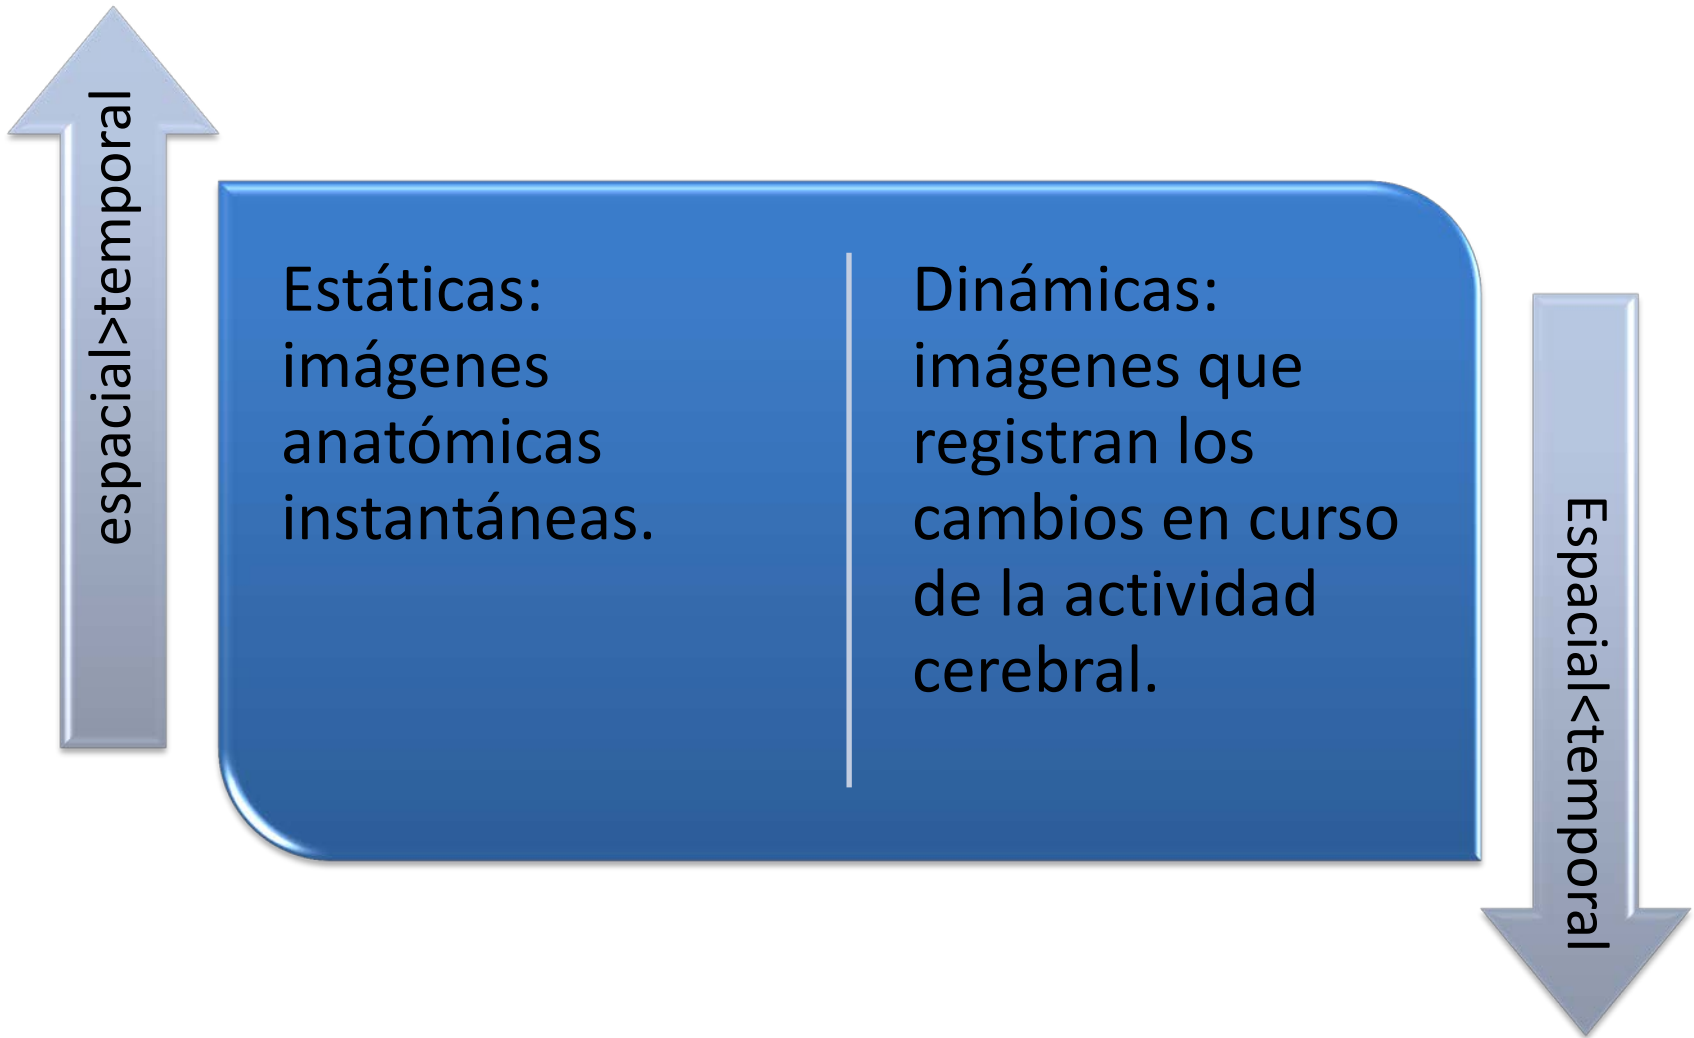 espacial>temporal
Estáticas:
imágenes
anatómicas
instantáneas.
Dinámicas:
imágenes que
registran los
cambios en curso
de la actividad
cerebral.
Espacial<temporal